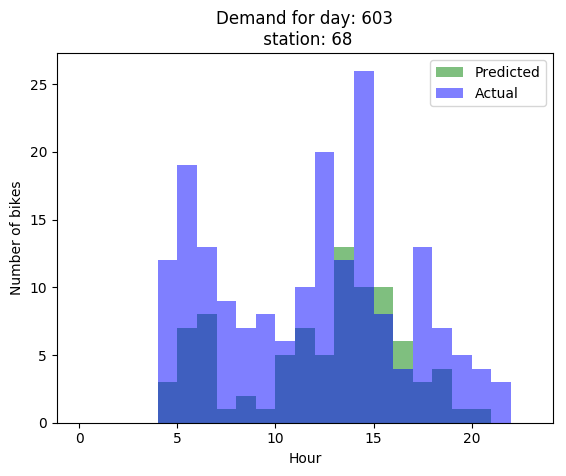 Demand for day: 603
station: 68
Predicted
Actual
Number of bikes
25
20
15
10
5
0
0 5 10 15 20
Hour